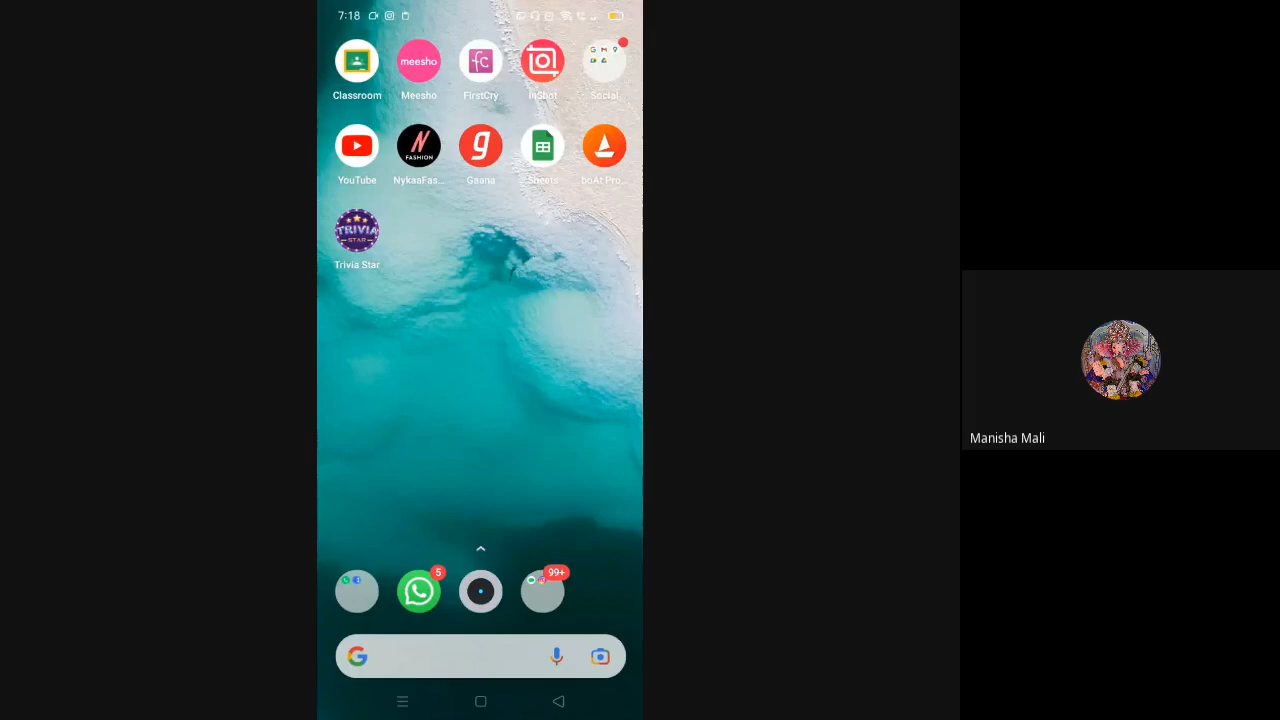 7:18
meesho
fc
Classroom
Meesho
FirstCry
InShot
Social
N
FASHION
g
YouTube
NykaaFas...
Gaana
Sheets
boAt Pro...
TRIVIA
STAR
Trivia Star
5
99+
G
Manisha Mali